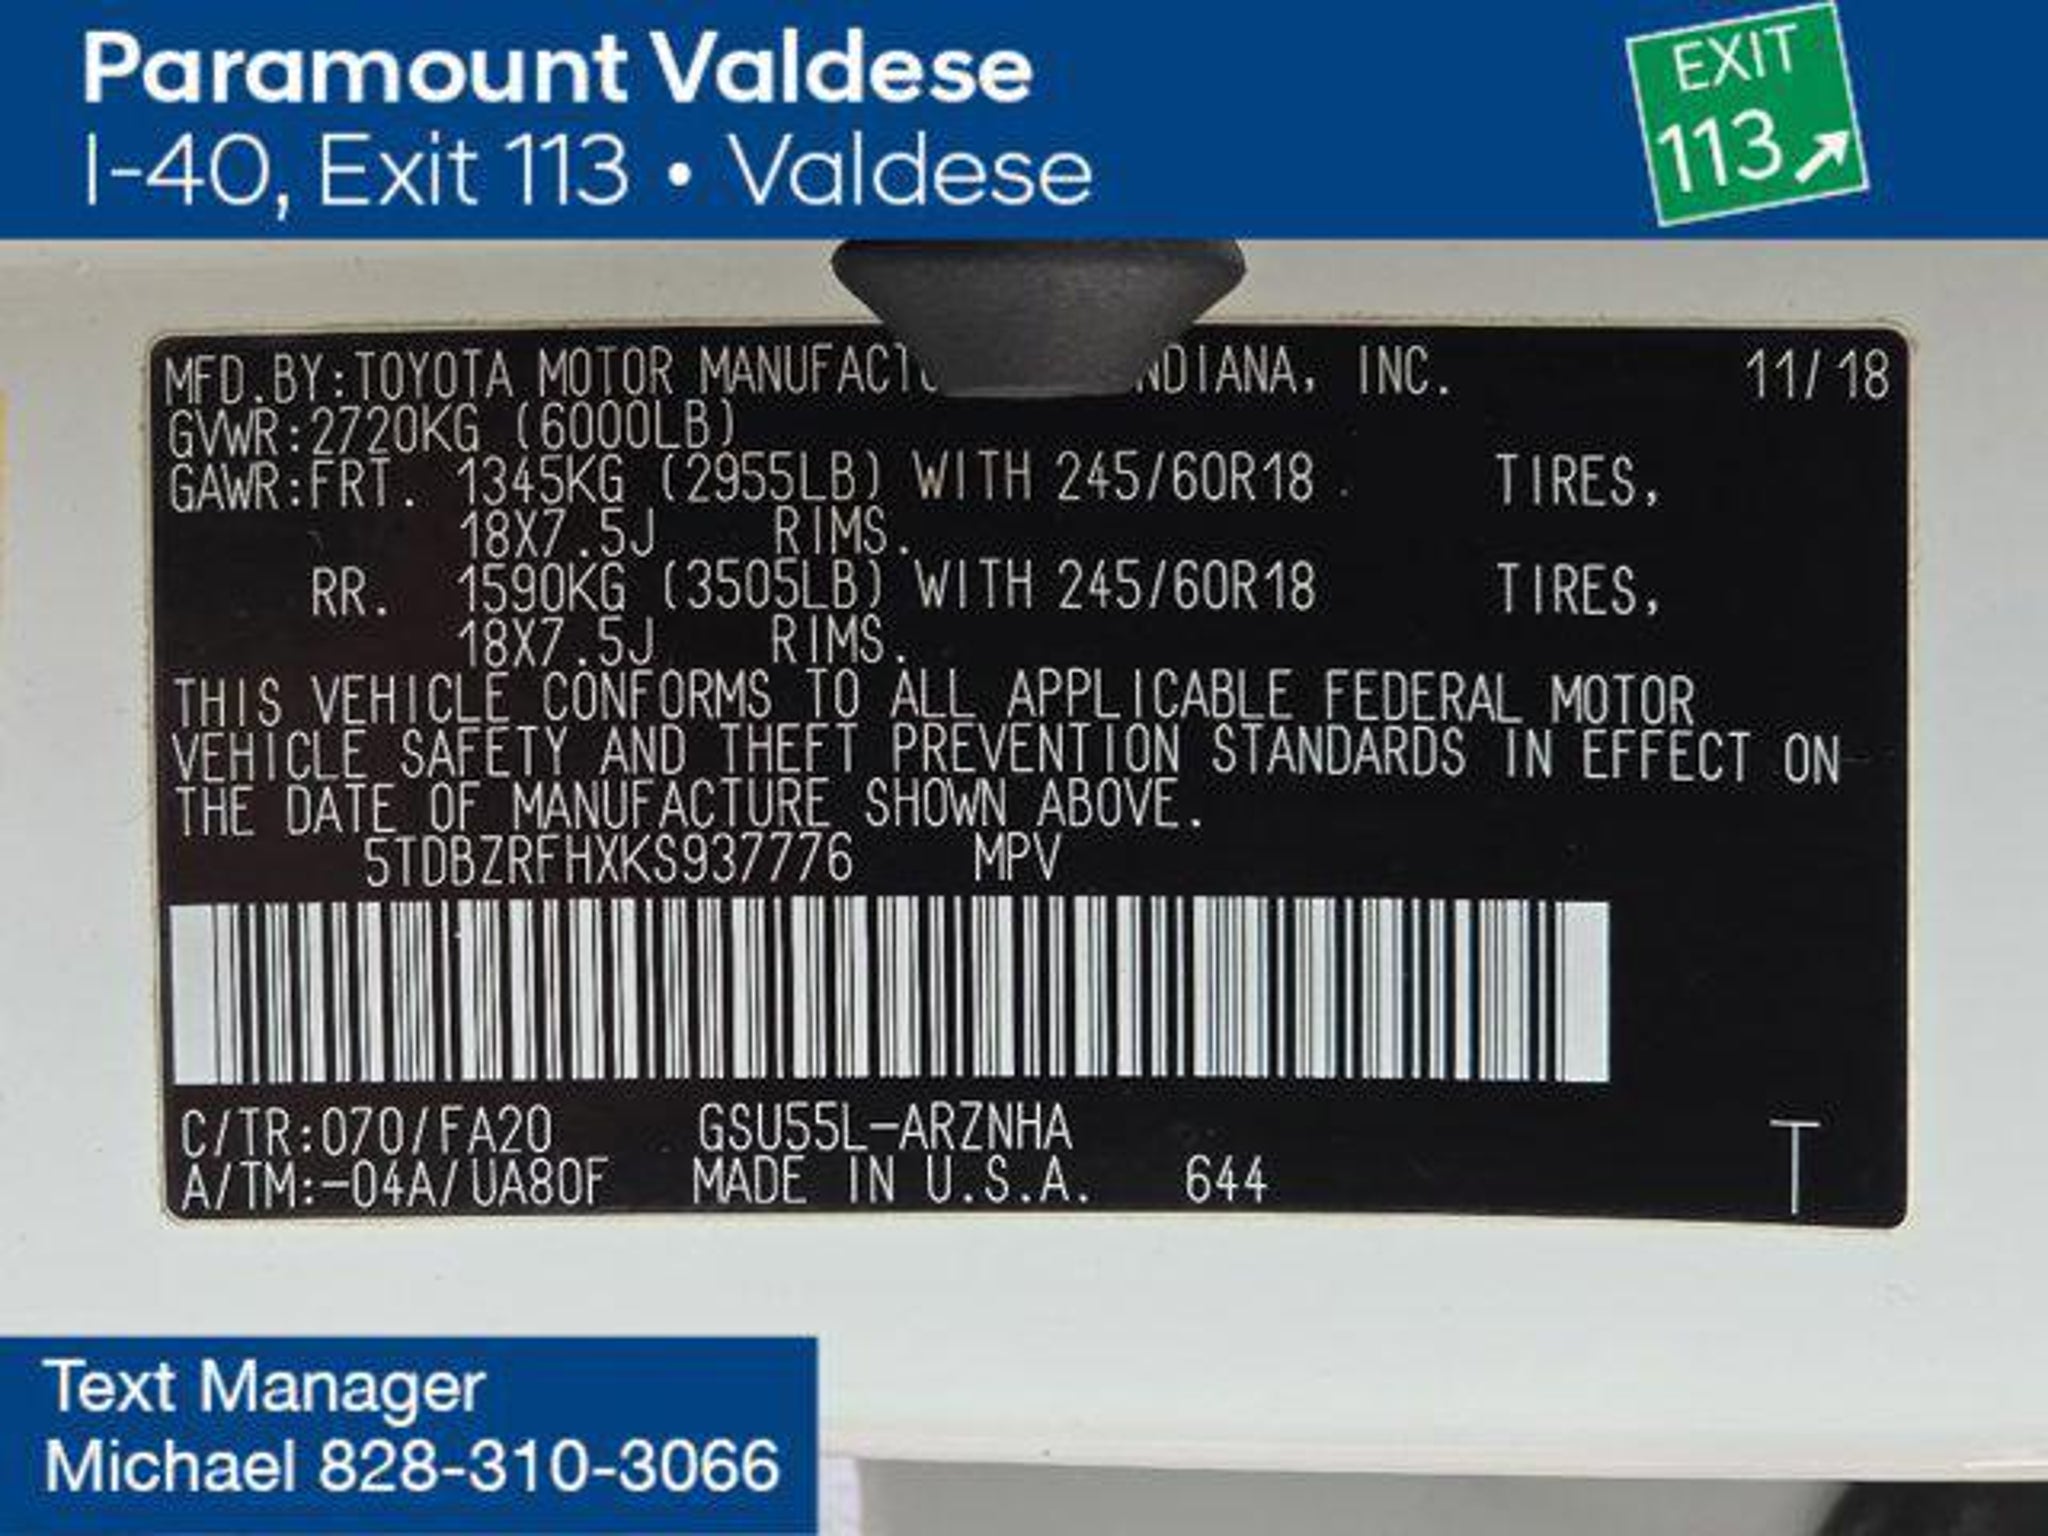 Paramount Valdese
I-40, Exit 113 • Valdese
EXIT
113
MFD.BY:TOYOTA MOTOR INC. 11/18
GVWR:2720KG (6000LB)
GAWR:FRT. 1345KG (2955LB) WITH 245/60R18 TIRES,
18X7.5J RIMS.
RR. 1590KG (3505LB) WITH 245/60R18 TIRES,
18X7.5J RIMS.
THIS VEHICLE CONFORMS TO ALL APPLICABLE FEDERAL MOTOR
VEHICLE SAFETY AND THEFT PREVENTION STANDARDS IN EFFECT ON
THE DATE OF MANUFACTURE SHOWN ABOVE.
5TDBZRFHXKS937776 MPV
C/TR:070/FA20 GSU55L-ARZNHA
A/TM:-04A/UA80F MADE IN U.S.A. 644
T
Text Manager
Michael 828-310-3066